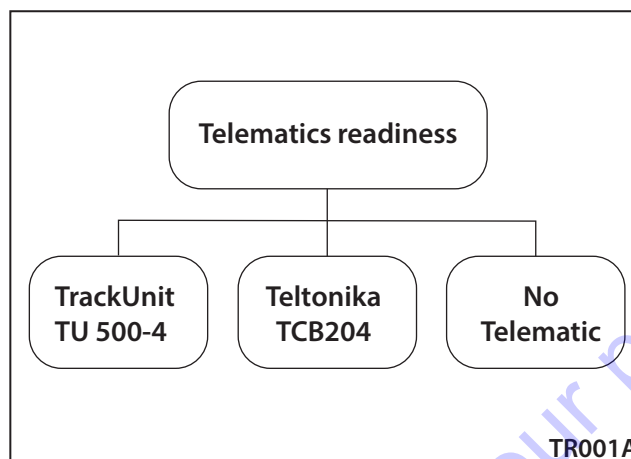 Telematics readiness
TrackUnit
TU 500-4
Teltonika
TCB204
No
Telematic
TR001A